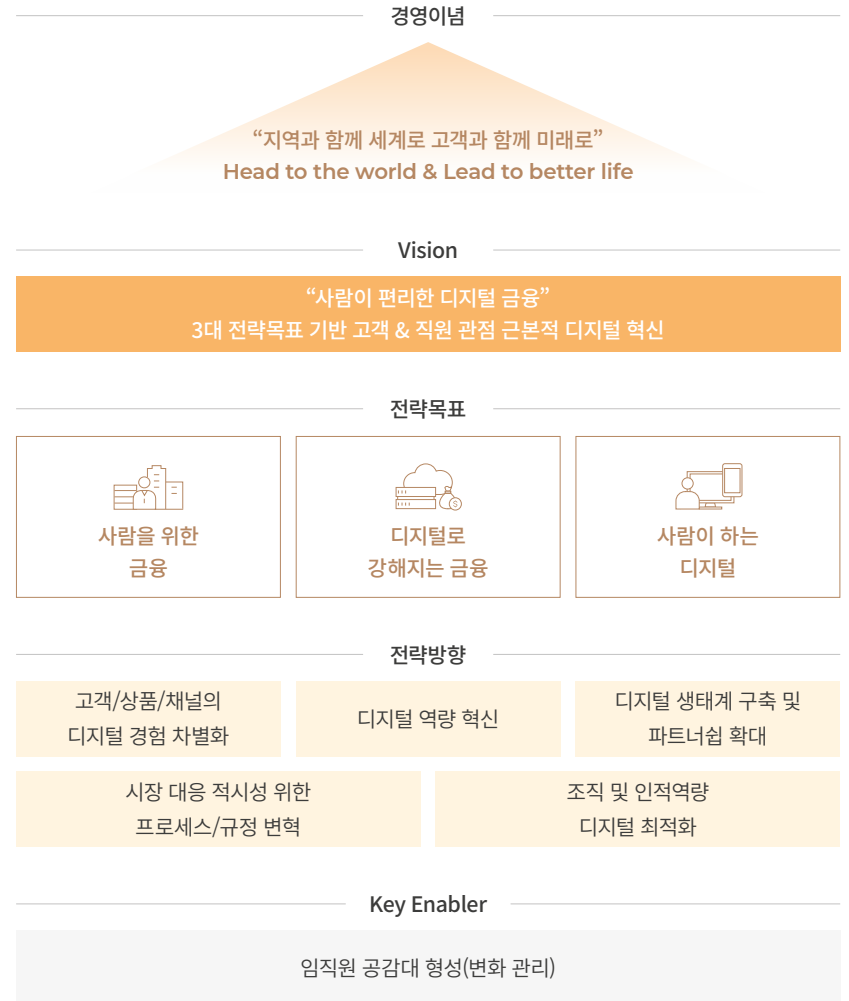 경영이념
“지역과 함께 세계로 고객과 함께 미래로”
Head to the world & Lead to better life
Vision
“사람이 편리한 디지털 금융”
3대 전략목표 기반 고객 & 직원 관점 근본적 디지털 혁신
전략목표
사람을 위한
금융
디지털로
강해지는 금융
사람이 하는
디지털
전략방향
고객/상품/채널의
디지털 경험 차별화
디지털 역량 혁신
디지털 생태계 구축 및
파트너쉽 확대
시장 대응 적시성 위한
프로세스/규정 변혁
조직 및 인적역량
디지털 최적화
Key Enabler
임직원 공감대 형성(변화 관리)